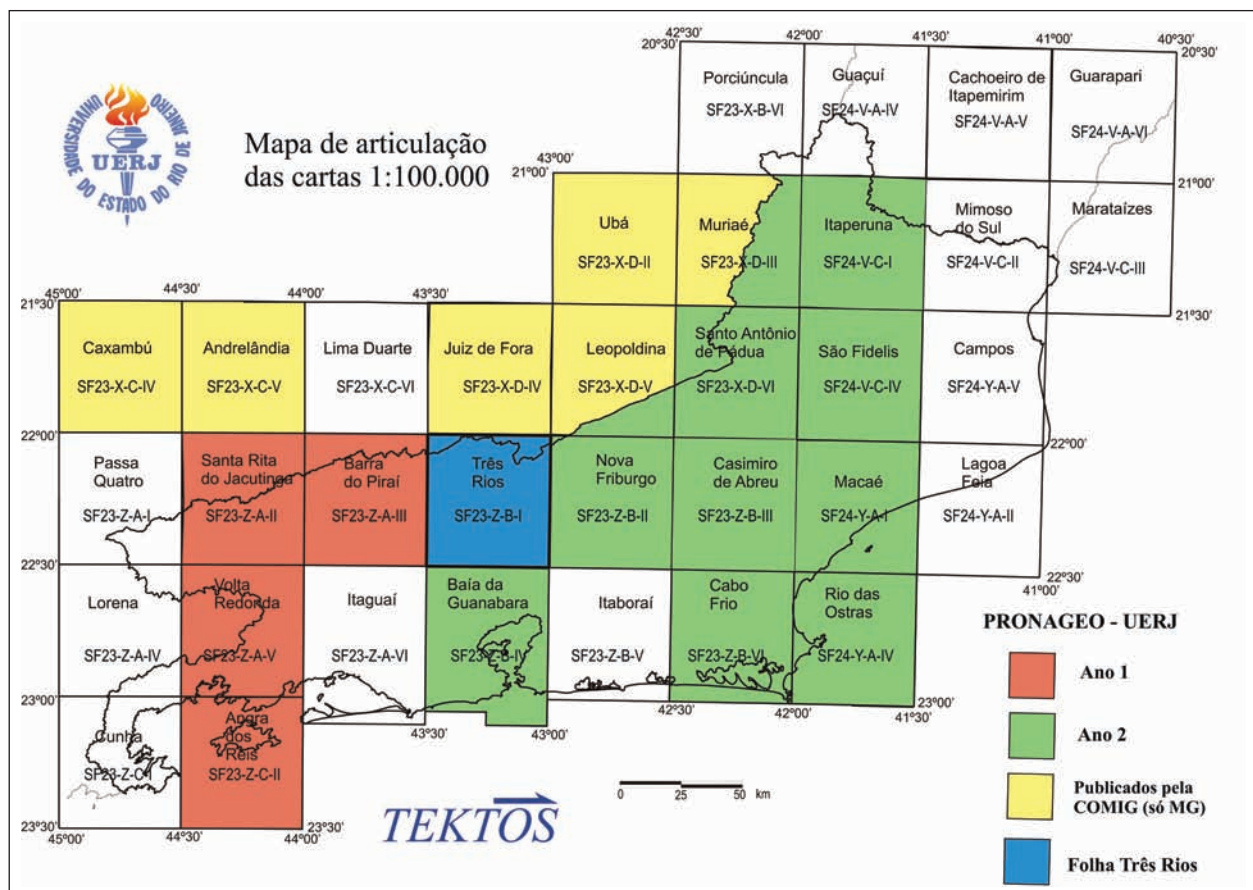 42°30’
42°00’
41°30’
41°00’
40°30’
20°30’
20°30’
Porciúncula
SF23-X-B-VI
Guaçuí
SF24-V-A-IV
Cachoeiro de
Itapemirim
SF24-V-A-V
Guarapari
SF24-V-A-VI
UNIVERSIDADE DO ESTADO DO RIO DE JANEIRO
UERJ
Mapa de articulação
das cartas 1:100.000
43°00’
21°00’
21°00’
Ubá
SF23-X-D-II
Muriaé
SF23-X-D-III
Itaperuna
SF24-V-C-I
Mimoso
do Sul
SF24-V-C-II
Marataízes
SF24-V-C-III
45°00’
44°30’
44°00’
43°30’
21°30’
21°30’
Caxambú
SF23-X-C-IV
Andrelândia
SF23-X-C-V
Lima Duarte
SF23-X-C-VI
Juiz de Fora
SF23-X-D-IV
Leopoldina
SF23-X-D-V
Santo Antônio
de Pádua
SF23-X-D-VI
São Fidelis
SF24-V-C-IV
Campos
SF24-Y-A-V
22°00’
22°00’
Passa
Quatro
SF23-Z-A-I
Santa Rita
do Jacutinga
SF23-Z-A-II
Barra
do Piraí
SF23-Z-A-III
Três
Rios
SF23-Z-B-I
Nova
Friburgo
SF23-Z-B-II
Casimiro
de Abreu
SF23-Z-B-III
Macaé
SF24-Y-A-I
Lagoa
Feia
SF24-Y-A-II
22°30’
22°30’
41°00’
Lorena
SF23-Z-A-IV
Volta
Redonda
SF23-Z-A-V
Itaguaí
SF23-Z-A-VI
Baía da
Guanabara
SF23-Z-B-IV
Itaboraí
SF23-Z-B-V
Cabo
Frio
SF23-Z-B-VI
Rio das
Ostras
SF24-Y-A-IV
23°00’
23°00’
43°30’
43°00’
42°30’
42°00’
41°30’
Cunha
SF23-Z-C-I
Angra
dos
Reis
SF23-Z-C-II
23°30’
23°30’
45°00’
44°30’
44°00’
0 25 50 km
TEKTOS
PRONAGEO - UERJ
Ano 1
Ano 2
Publicados pela
COMIG (só MG)
Folha Três Rios